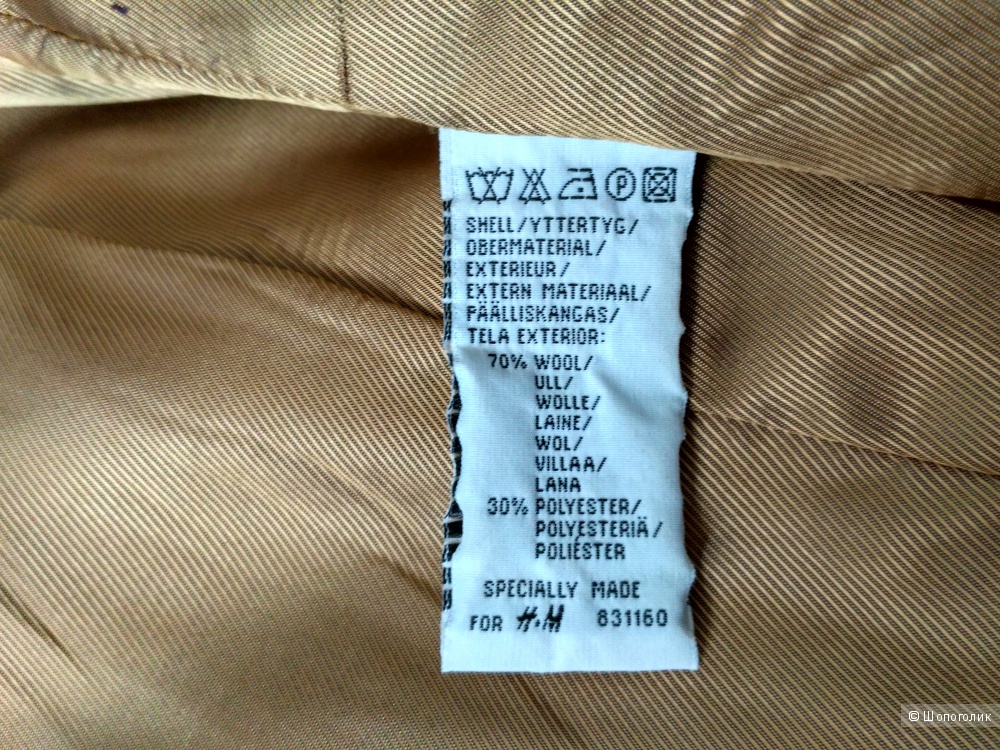 SHELL/YTTERTYG/
OBERMATERIAL/
EXTERIEUR/
EXTERN MATERIAAL/
PÄÄLLISKANGAS/
TELA EXTERIOR:
70% WOOL/
ULL/
WOLLE/
LAINE/
WOL/
VILLAA/
LANA
30% POLYESTER/
POLYESTERIÄ/
POLIÉSTER
SPECIALLY MADE
FOR H&M 831160
© Шопоголик